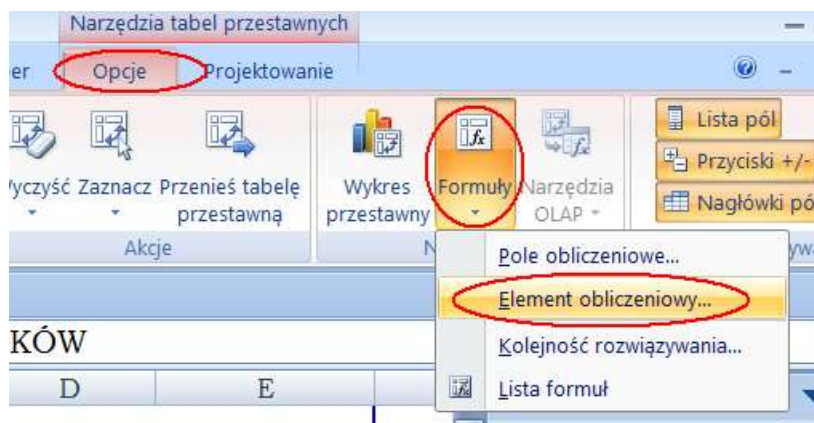 Narzędzia tabel przestawnych
er Opcje Projektowanie
Lista pól
Przyciski +/-
Nagłówki pó
yczyść Zaznacz Przenieś tabelę przestawną
Wykres przestawny
Formuły
Narzędzia OLAP
Akcje
N
yw
Pole obliczeniowe...
Element obliczeniowy...
Kolejność rozwiązywania...
Lista formuł
KÓW
D E